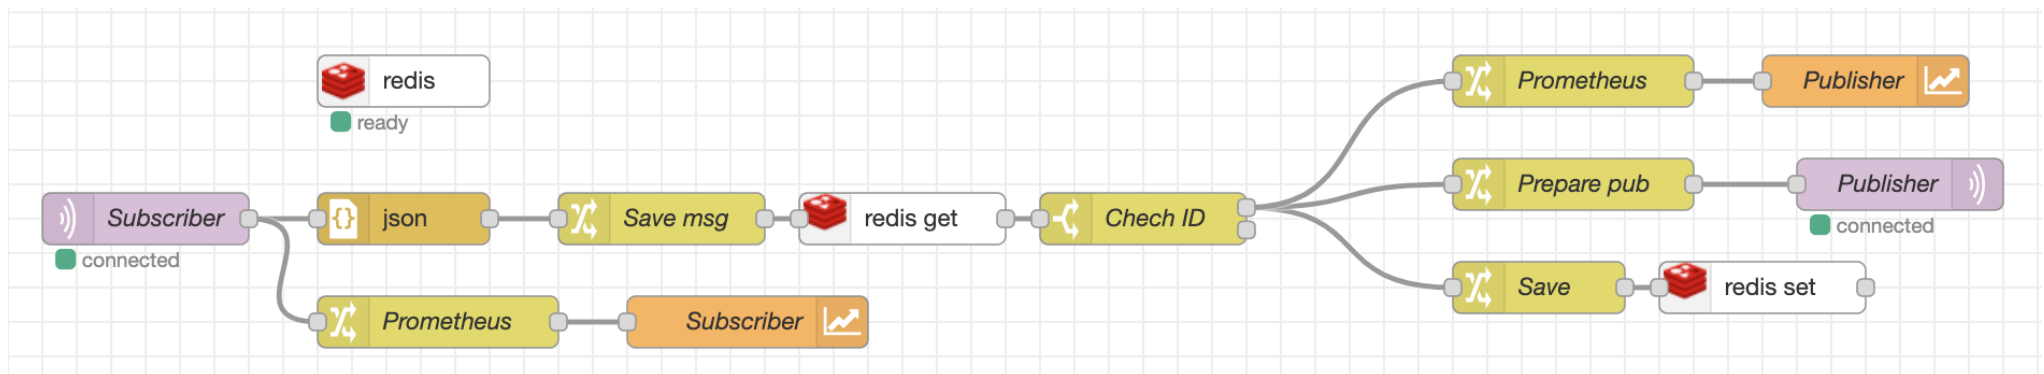 redis
ready
Prometheus
Publisher
Prepare pub
Publisher
connected
Subscriber
connected
json
Save msg
redis get
Chech ID
Save
redis set
Prometheus
Subscriber